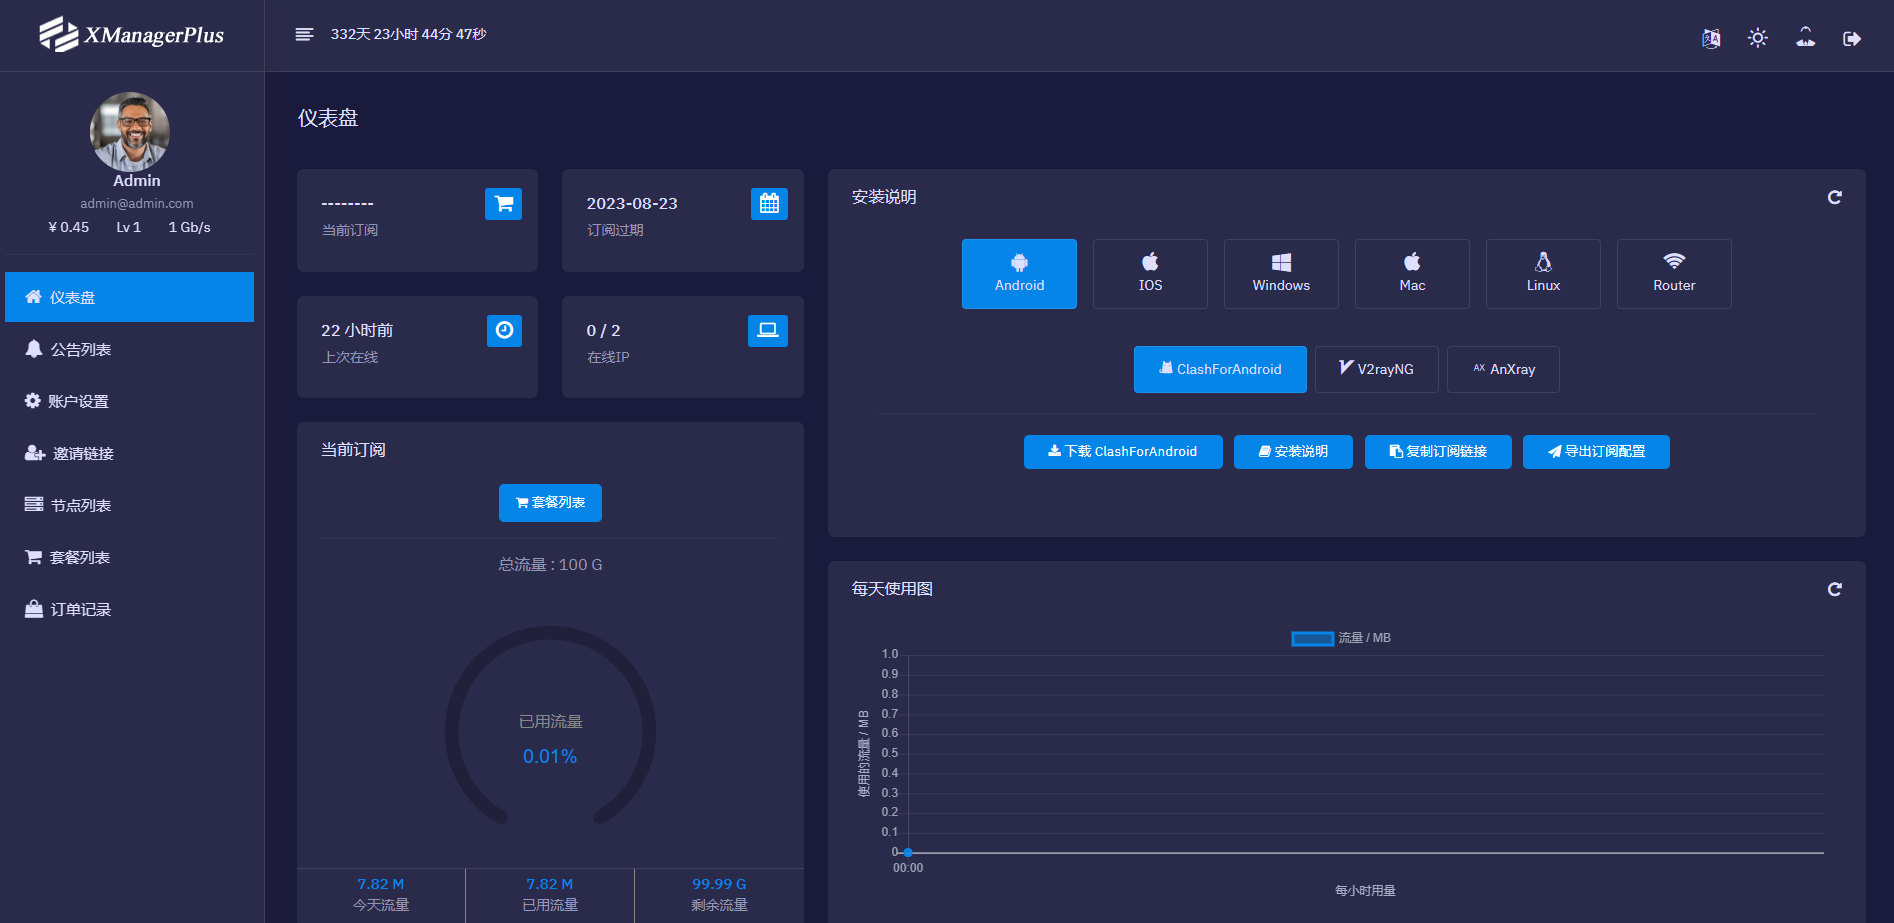 XManagerPlus
332天 23小时 44分 47秒
Admin
admin@admin.com
¥ 0.45 Lv 1 1 Gb/s
仪表盘
公告列表
账户设置
邀请链接
节点列表
套餐列表
订单记录
仪表盘
--------
当前订阅
2023-08-23
订阅过期
22 小时前
上次在线
0 / 2
在线IP
当前订阅
套餐列表
总流量 : 100 G
已用流量
0.01%
7.82 M
今天流量
7.82 M
已用流量
99.99 G
剩余流量
安装说明
Android
IOS
Windows
Mac
Linux
Router
ClashForAndroid
V2rayNG
AX AnXray
下载 ClashForAndroid
安装说明
复制订阅链接
导出订阅配置
每天使用图
流量 / MB
使用的流量 / MB
1.0
0.9
0.8
0.7
0.6
0.5
0.4
0.3
0.2
0.1
0
00:00
每小时用量